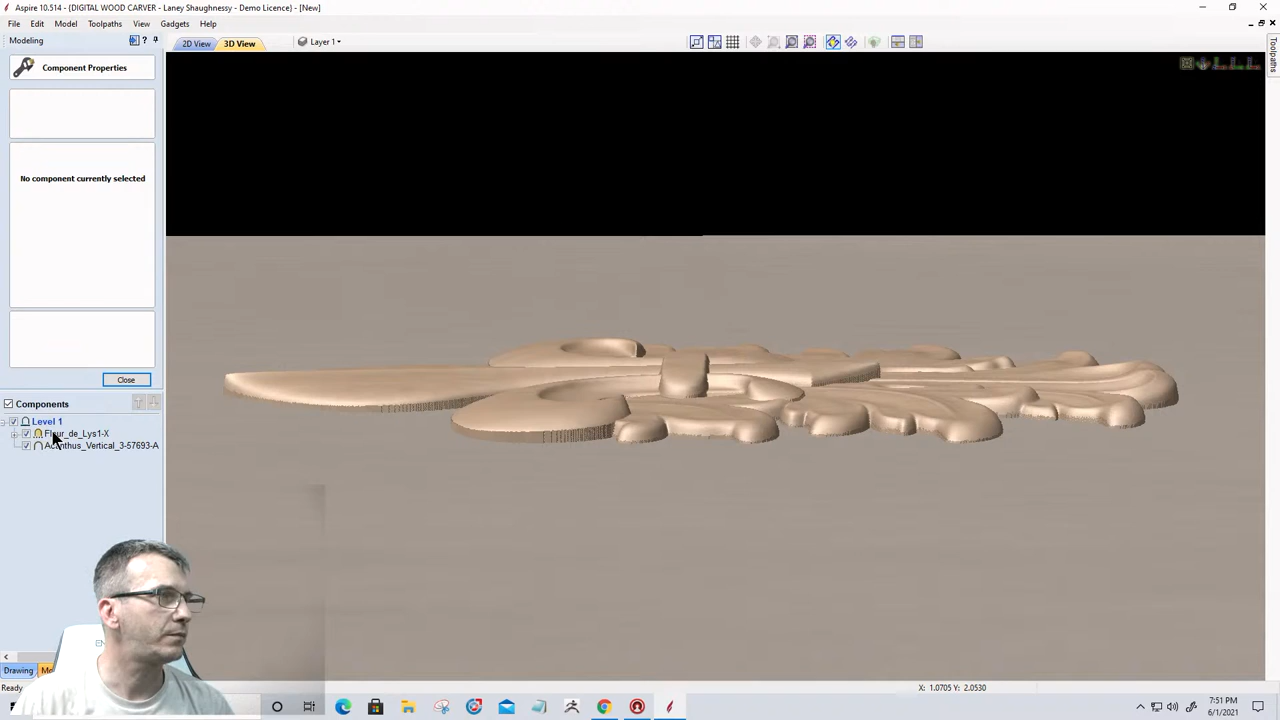 Aspire 10.514 - (DIGITAL WOOD CARVER - Laney Shaughnessy - Demo Licence) - [New]
File Edit Model Toolpaths View Gadgets Help
Modeling
2D View 3D View Layer 1
Component Properties
Toolpaths
No component currently selected
Close
Components
Level 1
Fleur_de_Lys1-X
Acanthus_Vertical_3-57693-A
Drawing
X: 1.0705 Y: 2.0530
7:51 PM
6/1/2021